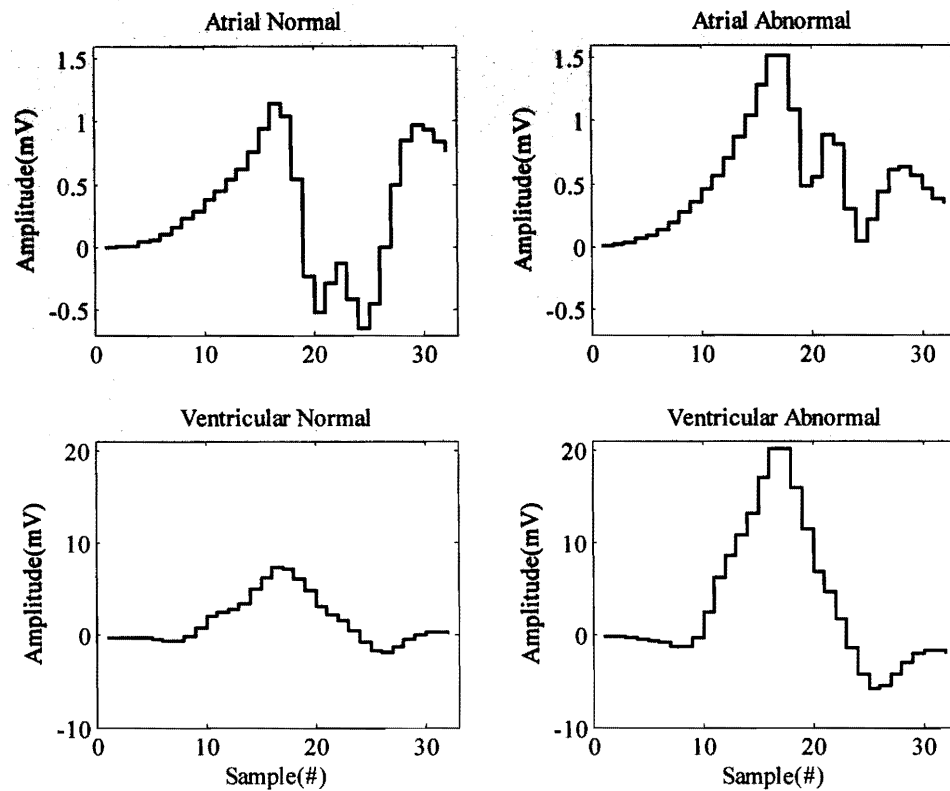 Atrial Normal
Amplitude(mV)
1.5
1
0.5
0
-0.5
0 10 20 30
Atrial Abnormal
Amplitude(mV)
1.5
1
0.5
0
-0.5
0 10 20 30
Ventricular Normal
Amplitude(mV)
20
10
0
-10
0 10 20 30
Sample(#)
Ventricular Abnormal
Amplitude(mV)
20
10
0
-10
0 10 20 30
Sample(#)